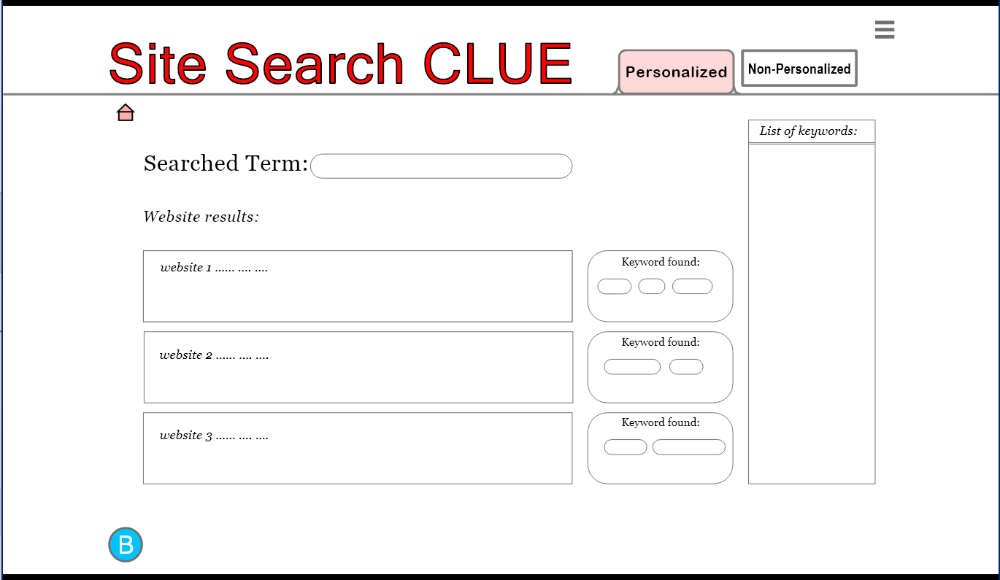 Site Search CLUE
Personalized
Non-Personalized
List of keywords:
Searched Term:
Website results:
website 1 ...... .... ....
Keyword found:
website 2 ...... .... ....
Keyword found:
website 3 ...... .... ....
Keyword found:
B